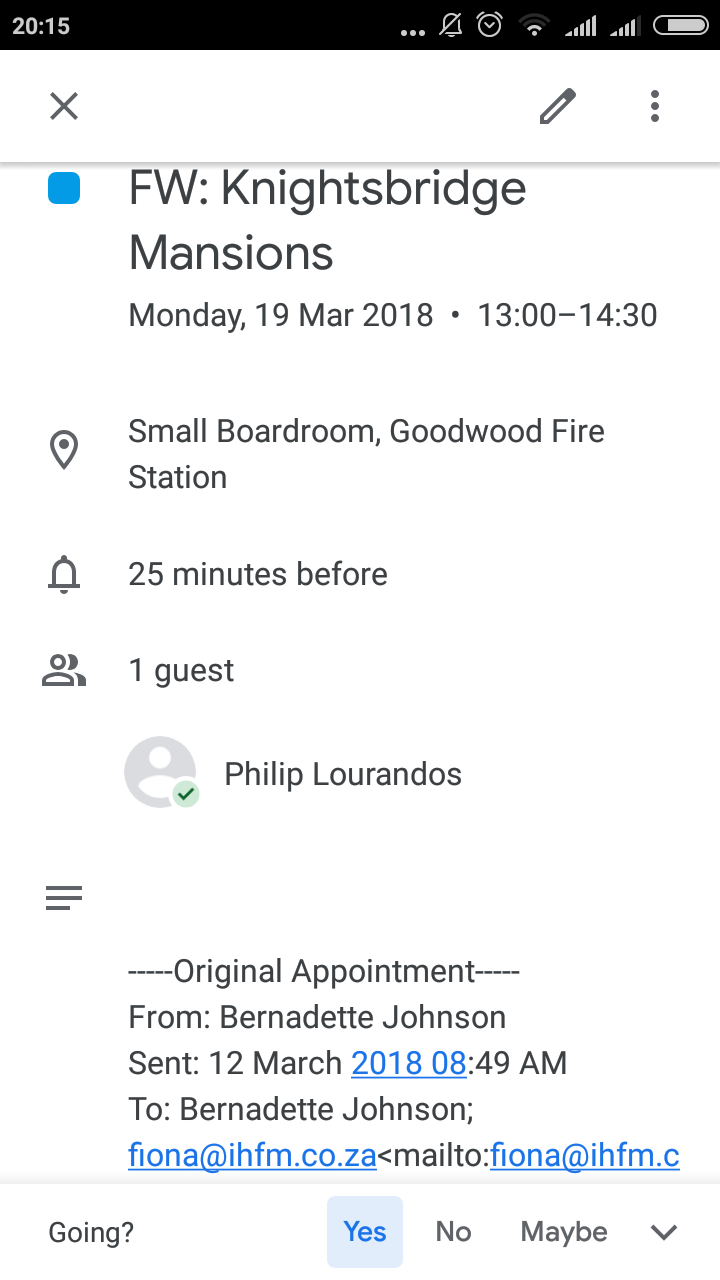 20:15
FW: Knightsbridge
Mansions
Monday, 19 Mar 2018 • 13:00–14:30
Small Boardroom, Goodwood Fire
Station
25 minutes before
1 guest
Philip Lourandos
-----Original Appointment-----
From: Bernadette Johnson
Sent: 12 March 2018 08:49 AM
To: Bernadette Johnson;
fiona@ihfm.co.za<mailto:fiona@ihfm.c
Going? Yes No Maybe